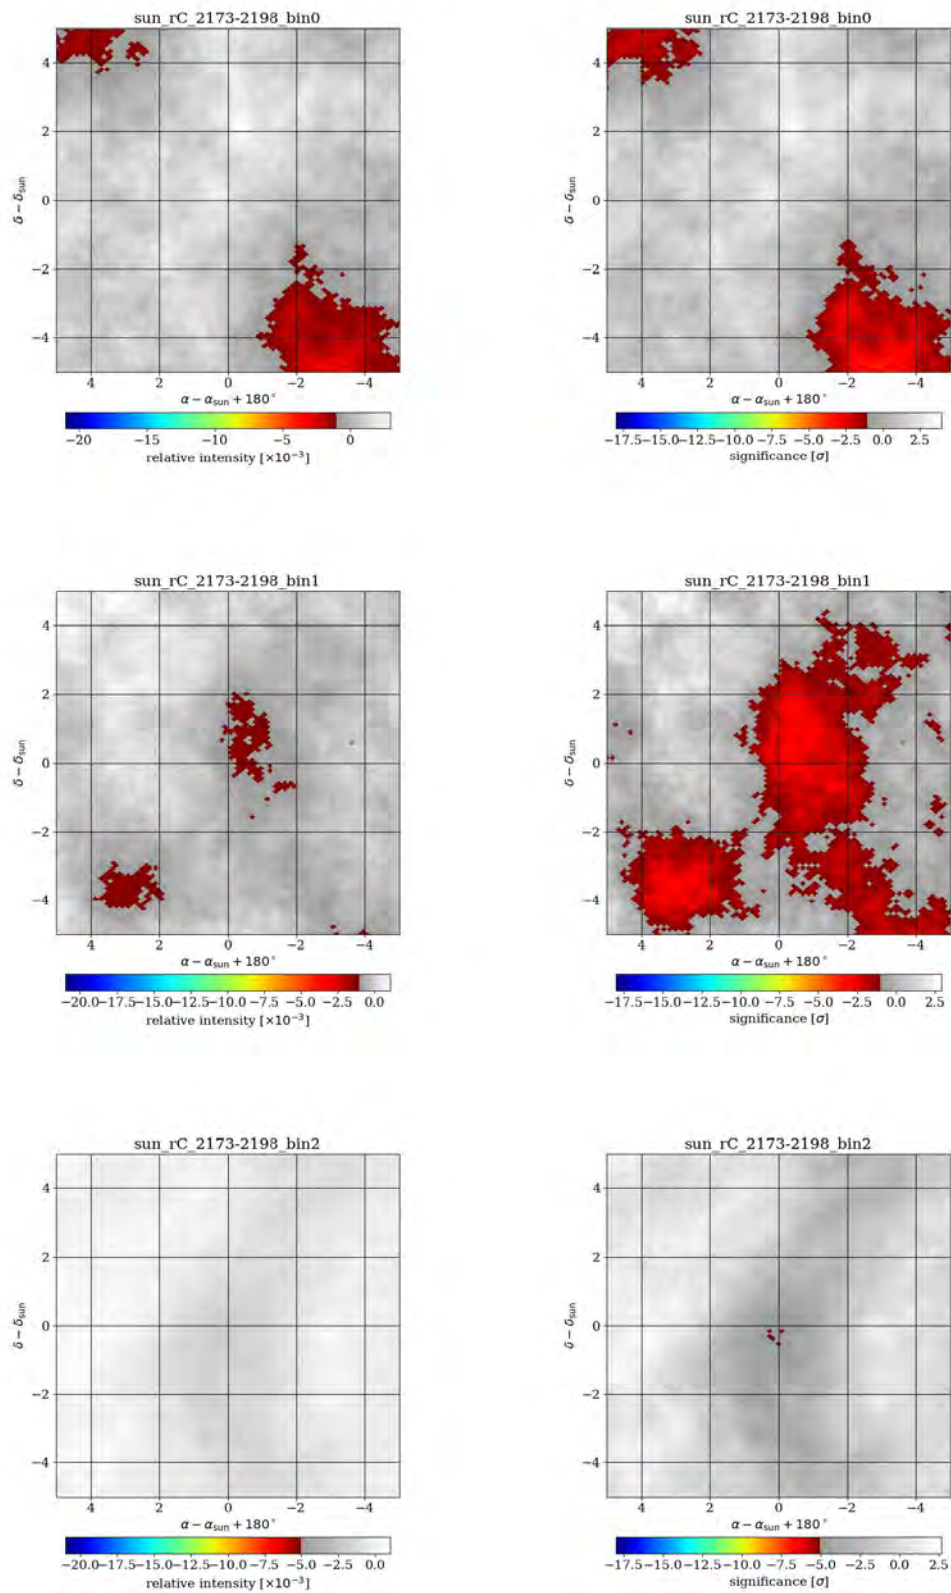 sun_rC_2173-2198_bin0 sun_rC_2173-2198_bin0
4 4
2 2
0 0
−2 −2
−4 −4
δ − δsun δ − δsun
4 2 0 −2 −4 4 2 0 −2 −4
α − αsun + 180° α − αsun + 180°
−20 −15 −10 −5 0 −17.5−15.0−12.5−10.0−7.5 −5.0 −2.5 0.0 2.5
relative intensity [×10⁻³] significance [σ]
sun_rC_2173-2198_bin1 sun_rC_2173-2198_bin1
4 4
2 2
0 0
−2 −2
−4 −4
δ − δsun δ − δsun
4 2 0 −2 −4 4 2 0 −2 −4
α − αsun + 180° α − αsun + 180°
−20.0−17.5−15.0−12.5−10.0 −7.5 −5.0 −2.5 0.0 −17.5−15.0−12.5−10.0−7.5 −5.0 −2.5 0.0 2.5
relative intensity [×10⁻³] significance [σ]
sun_rC_2173-2198_bin2 sun_rC_2173-2198_bin2
4 4
2 2
0 0
−2 −2
−4 −4
δ − δsun δ − δsun
4 2 0 −2 −4 4 2 0 −2 −4
α − αsun + 180° α − αsun + 180°
−20.0−17.5−15.0−12.5−10.0 −7.5 −5.0 −2.5 0.0 −17.5−15.0−12.5−10.0−7.5 −5.0 −2.5 0.0 2.5
relative intensity [×10⁻³] significance [σ]